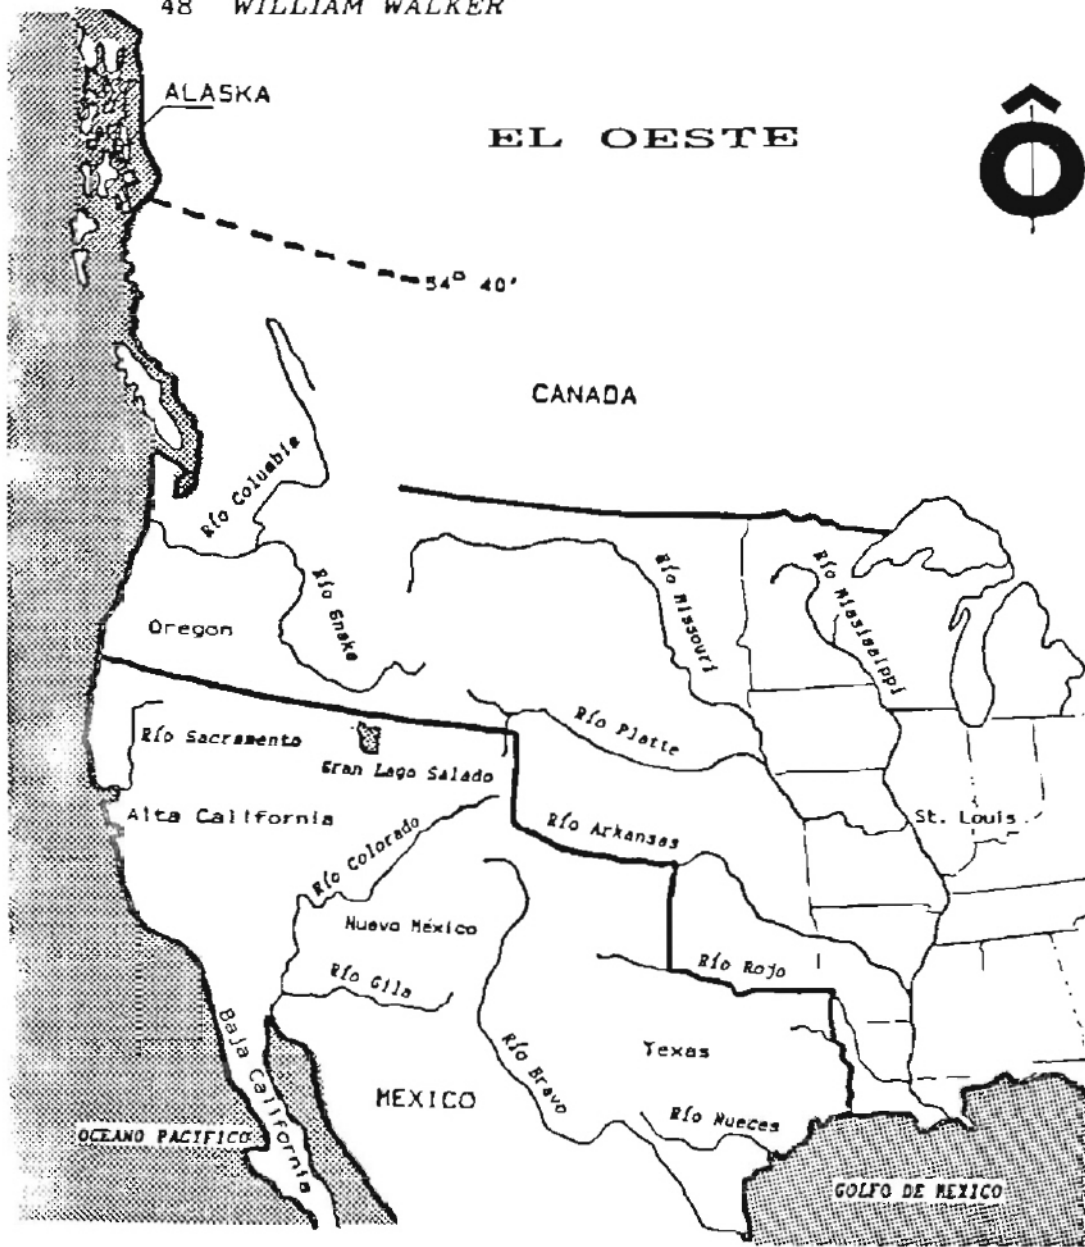 48 WILLIAM WALKER
ALASKA
EL OESTE
54° 40'
CANADA
Río Columbia
Río Snake
Río Missouri
Río Mississippi
Oregon
Río Sacramento
Gran Lago Salado
Río Platte
Alta California
Río Colorado
Río Arkansas
St. Louis
Nuevo México
Río Gila
Río Rojo
Baja California
Río Bravo
Texas
MEXICO
Río Nueces
OCEANO PACIFICO
GOLFO DE MEXICO